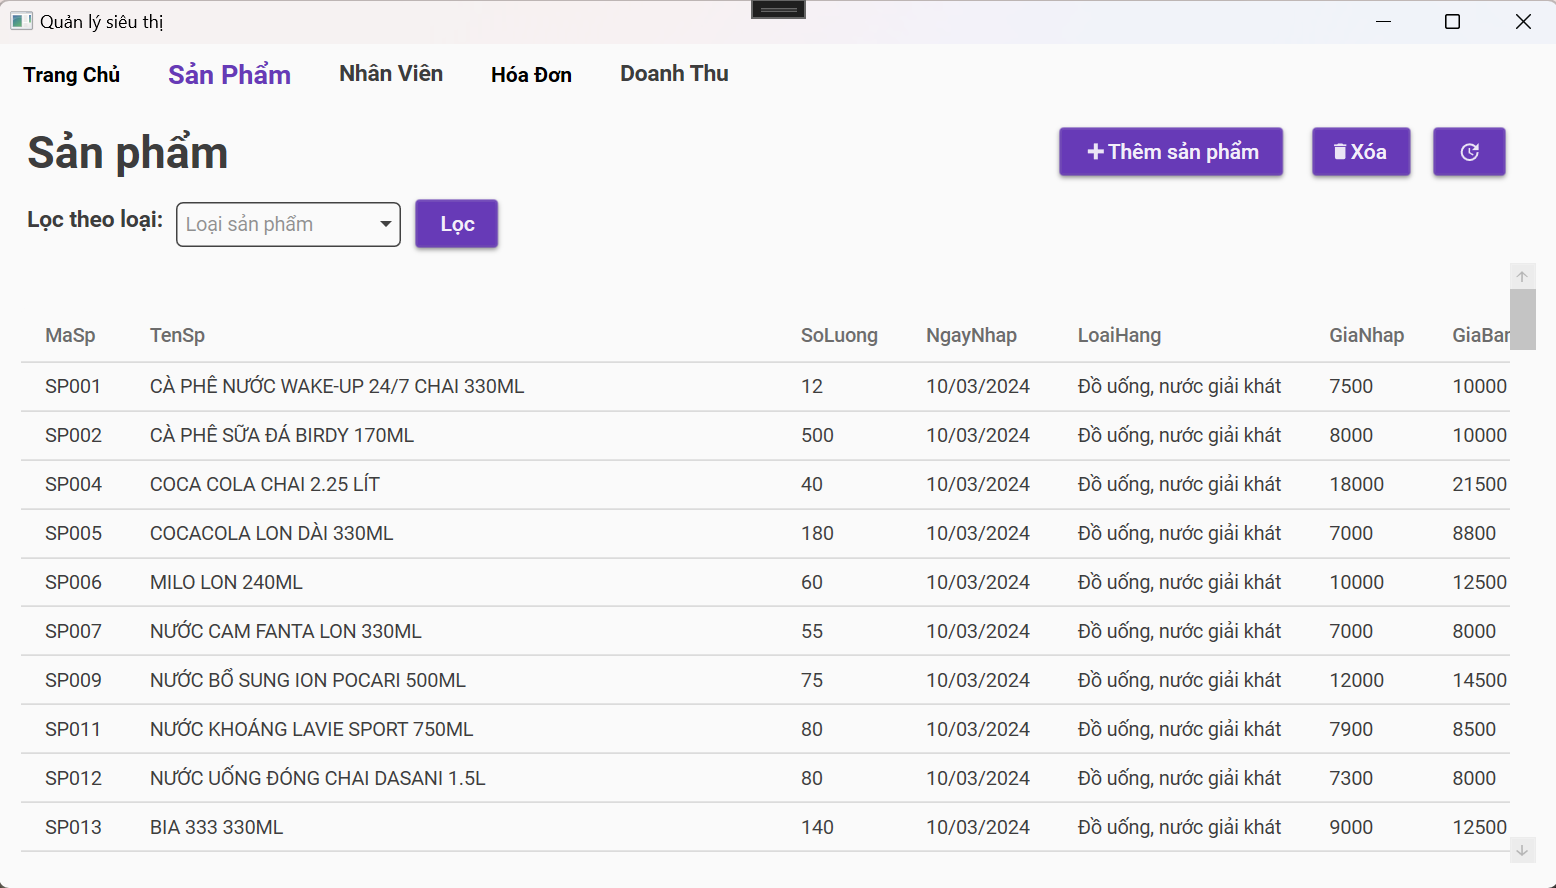 Quản lý siêu thị
Trang Chủ Sản Phẩm Nhân Viên Hóa Đơn Doanh Thu
Sản phẩm Thêm sản phẩm Xóa
Lọc theo loại: Loại sản phẩm Lọc
MaSp TenSp SoLuong NgayNhap LoaiHang GiaNhap GiaBan
SP001 CÀ PHÊ NƯỚC WAKE-UP 24/7 CHAI 330ML 12 10/03/2024 Đồ uống, nước giải khát 7500 10000
SP002 CÀ PHÊ SỮA ĐÁ BIRDY 170ML 500 10/03/2024 Đồ uống, nước giải khát 8000 10000
SP004 COCA COLA CHAI 2.25 LÍT 40 10/03/2024 Đồ uống, nước giải khát 18000 21500
SP005 COCACOLA LON DÀI 330ML 180 10/03/2024 Đồ uống, nước giải khát 7000 8800
SP006 MILO LON 240ML 60 10/03/2024 Đồ uống, nước giải khát 10000 12500
SP007 NƯỚC CAM FANTA LON 330ML 55 10/03/2024 Đồ uống, nước giải khát 7000 8000
SP009 NƯỚC BỔ SUNG ION POCARI 500ML 75 10/03/2024 Đồ uống, nước giải khát 12000 14500
SP011 NƯỚC KHOÁNG LAVIE SPORT 750ML 80 10/03/2024 Đồ uống, nước giải khát 7900 8500
SP012 NƯỚC UỐNG ĐÓNG CHAI DASANI 1.5L 80 10/03/2024 Đồ uống, nước giải khát 7300 8000
SP013 BIA 333 330ML 140 10/03/2024 Đồ uống, nước giải khát 9000 12500